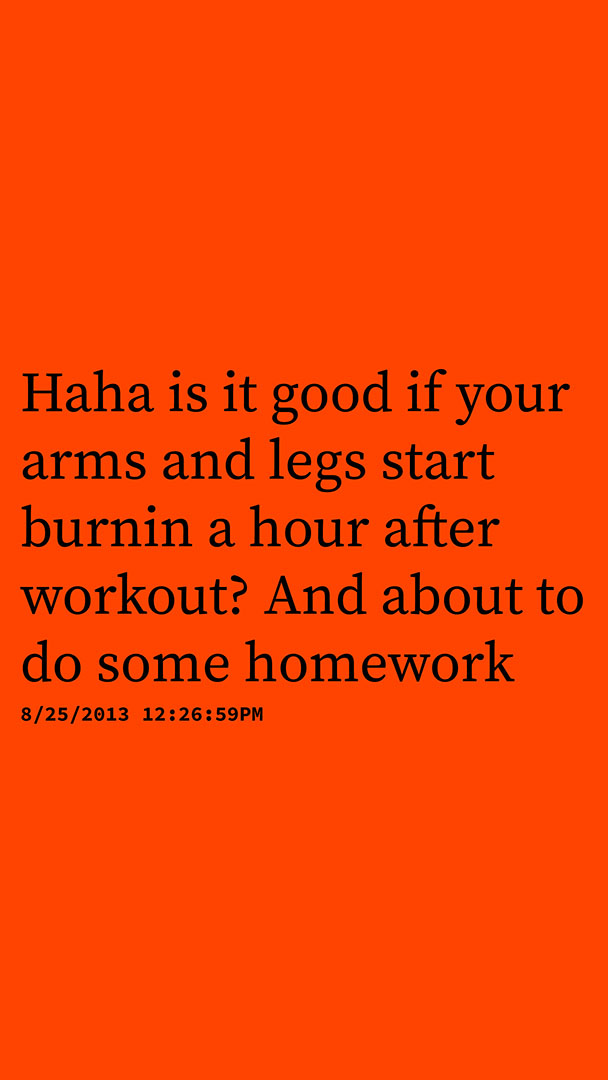 Haha is it good if your
arms and legs start
burnin a hour after
workout? And about to
do some homework
8/25/2013 12:26:59PM